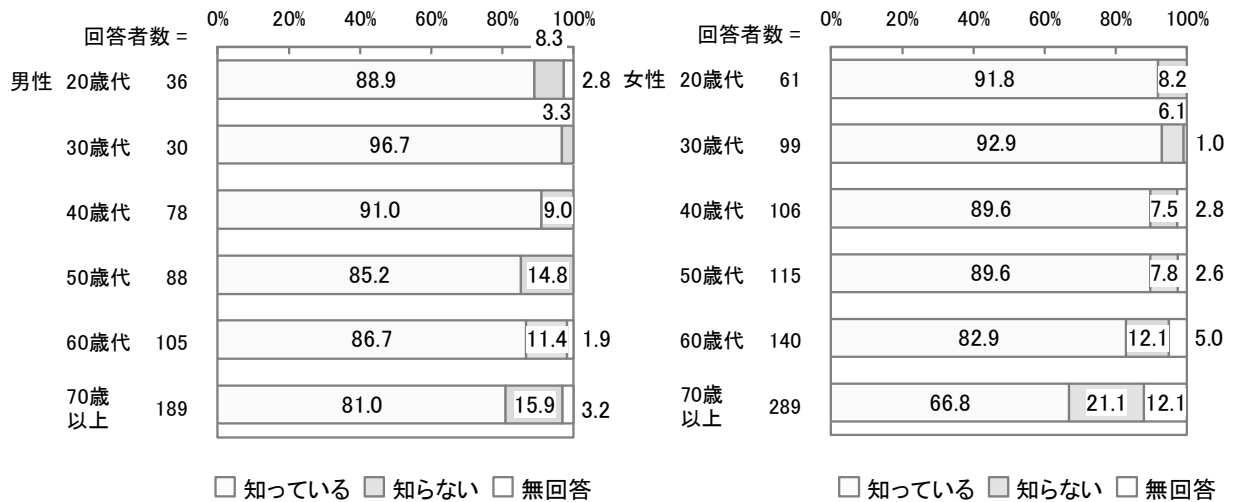 0% 20% 40% 60% 80% 100%
回答者数 =
8.3
男性 20歳代 36 88.9 2.8
3.3
30歳代 30 96.7
40歳代 78 91.0 9.0
50歳代 88 85.2 14.8
60歳代 105 86.7 11.4 1.9
70歳
以上 189 81.0 15.9 3.2
知っている 知らない 無回答
0% 20% 40% 60% 80% 100%
回答者数 =
女性 20歳代 61 91.8 8.2
6.1
30歳代 99 92.9 1.0
40歳代 106 89.6 7.5 2.8
50歳代 115 89.6 7.8 2.6
60歳代 140 82.9 12.1 5.0
70歳
以上 289 66.8 21.1 12.1
知っている 知らない 無回答